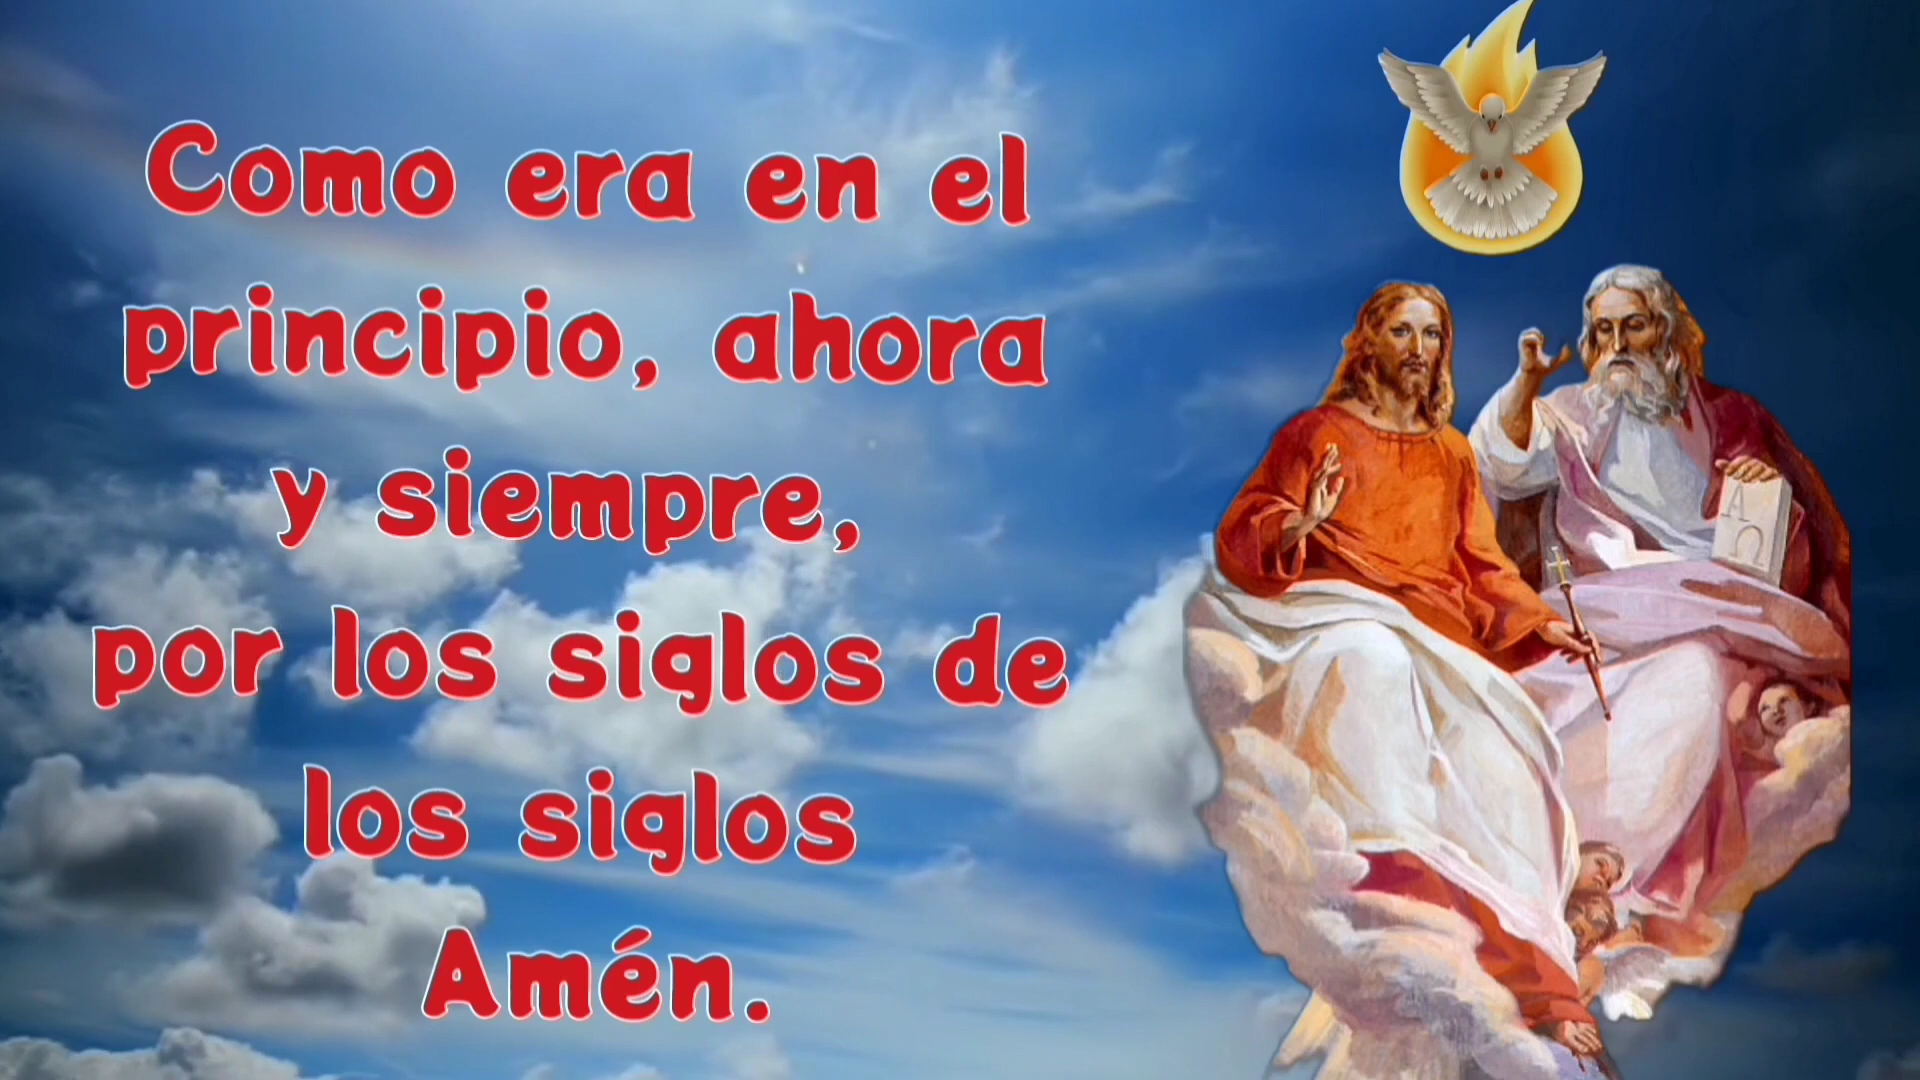 Como era en el
principio, ahora
y siempre,
por los siglos de
los siglos
Amén.
Α
Ω